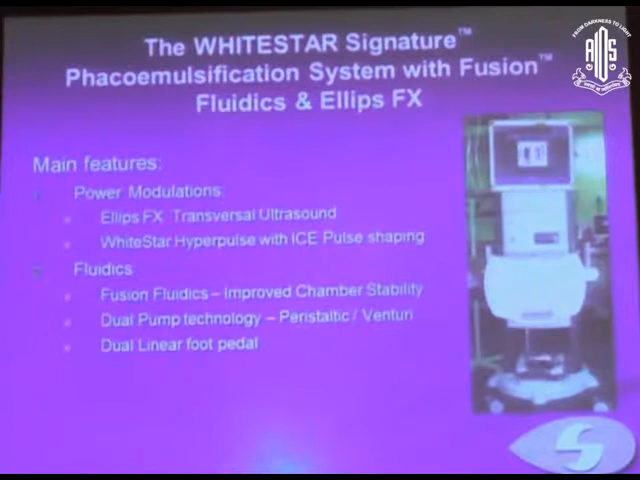 The WHITESTAR Signature™
Phacoemulsification System with Fusion™
Fluidics & Ellips FX
Main features:
Power Modulations:
Ellips FX Transversal Ultrasound
WhiteStar Hyperpulse with ICE Pulse shaping
Fluidics
Fusion Fluidics – Improved Chamber Stability
Dual Pump technology – Peristaltic / Venturi
Dual Linear foot pedal
FROM DARKNESS TO LIGHT
AIOS